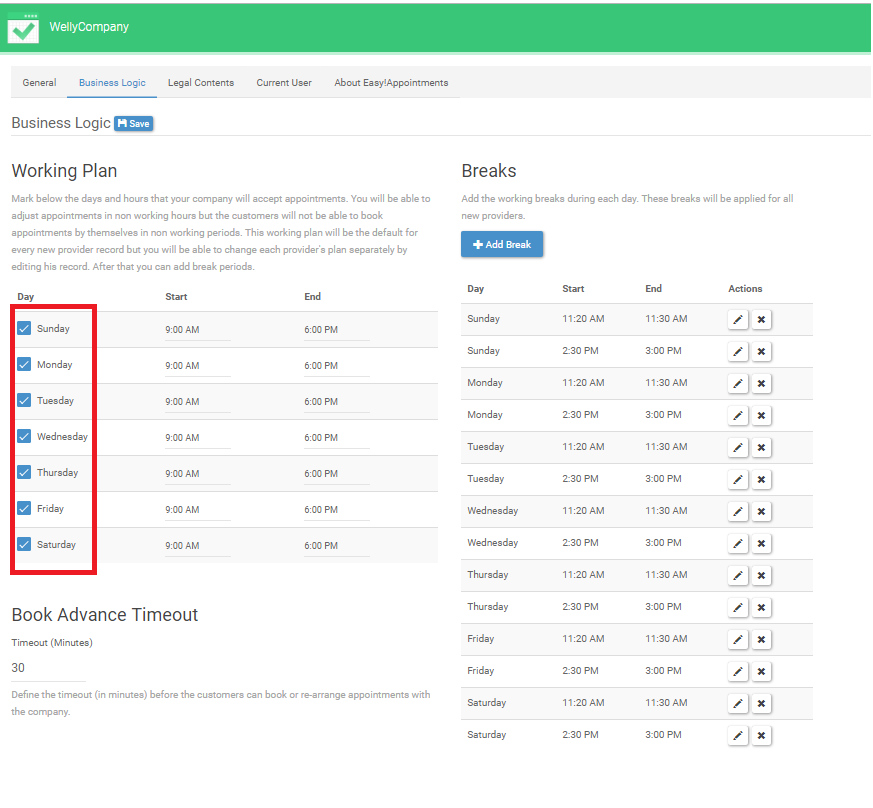 WellyCompany
General Business Logic Legal Contents Current User About Easy!Appointments
Business Logic Save
Working Plan
Mark below the days and hours that your company will accept appointments. You will be able to
adjust appointments in non working hours but the customers will not be able to book
appointments by themselves in non working periods. This working plan will be the default for
every new provider record but you will be able to change each provider's plan separately by
editing his record. After that you can add break periods.
Day Start End
Sunday 9:00 AM 6:00 PM
Monday 9:00 AM 6:00 PM
Tuesday 9:00 AM 6:00 PM
Wednesday 9:00 AM 6:00 PM
Thursday 9:00 AM 6:00 PM
Friday 9:00 AM 6:00 PM
Saturday 9:00 AM 6:00 PM
Book Advance Timeout
Timeout (Minutes)
30
Define the timeout (in minutes) before the customers can book or re-arrange appointments with
the company.
Breaks
Add the working breaks during each day. These breaks will be applied for all
new providers.
Add Break
Day Start End Actions
Sunday 11:20 AM 11:30 AM
Sunday 2:30 PM 3:00 PM
Monday 11:20 AM 11:30 AM
Monday 2:30 PM 3:00 PM
Tuesday 11:20 AM 11:30 AM
Tuesday 2:30 PM 3:00 PM
Wednesday 11:20 AM 11:30 AM
Wednesday 2:30 PM 3:00 PM
Thursday 11:20 AM 11:30 AM
Thursday 2:30 PM 3:00 PM
Friday 11:20 AM 11:30 AM
Friday 2:30 PM 3:00 PM
Saturday 11:20 AM 11:30 AM
Saturday 2:30 PM 3:00 PM